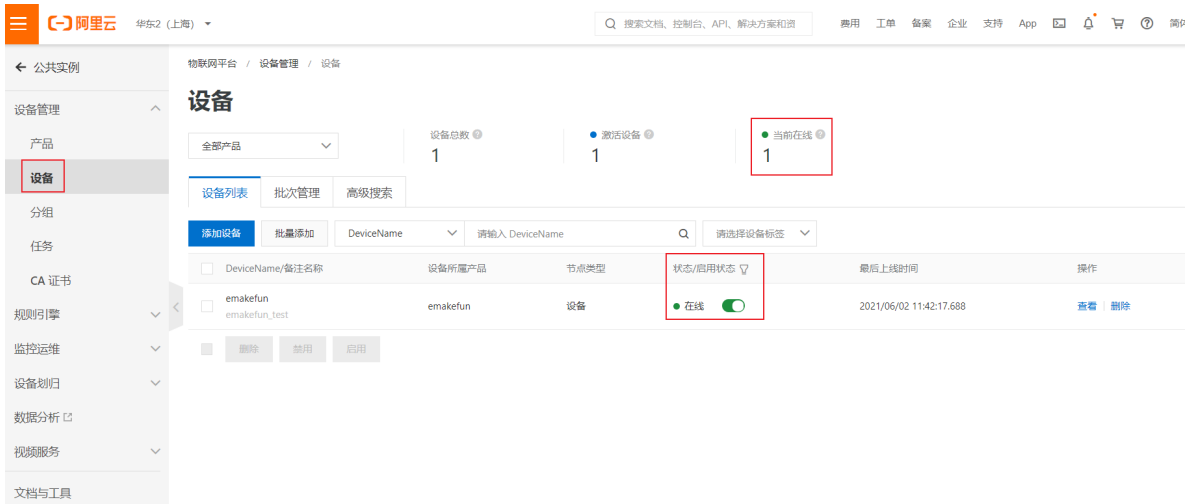 阿里云 华东2（上海） 搜索文档、控制台、API、解决方案和资 费用 工单 备案 企业 支持 App 简体
公共实例
设备管理
产品
设备
分组
任务
CA 证书
规则引擎
监控运维
设备划归
数据分析
视频服务
文档与工具
物联网平台 / 设备管理 / 设备
设备
全部产品
设备总数
1
激活设备
1
当前在线
1
设备列表 批次管理 高级搜索
添加设备 批量添加 DeviceName 请输入 DeviceName 请选择设备标签
DeviceName/备注名称 设备所属产品 节点类型 状态/启用状态 最后上线时间 操作
emakefun emakefun 设备 在线 2021/06/02 11:42:17.688 查看 删除
emakefun_test
删除 禁用 启用